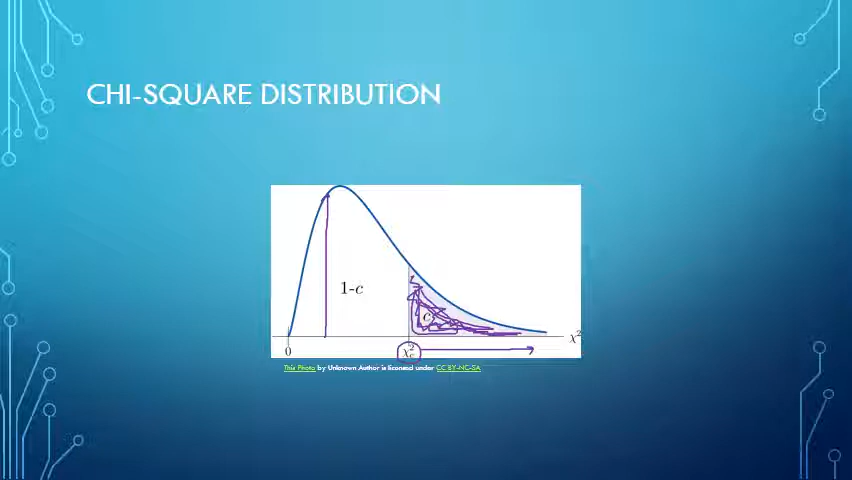 CHI-SQUARE DISTRIBUTION
1-c
c
0
χ²c
χ²
This Photo by Unknown Author is licensed under CC BY-NC-SA